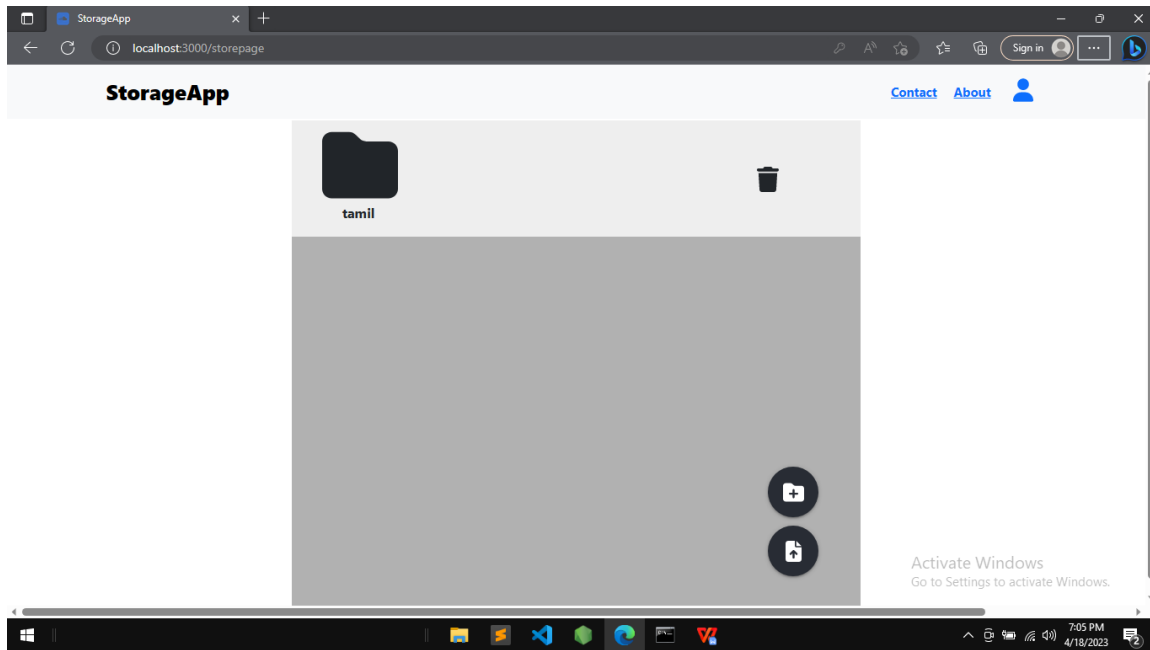 StorageApp
localhost:3000/storepage
Sign in
StorageApp
Contact About
tamil
Activate Windows
Go to Settings to activate Windows.
7:05 PM
4/18/2023
2